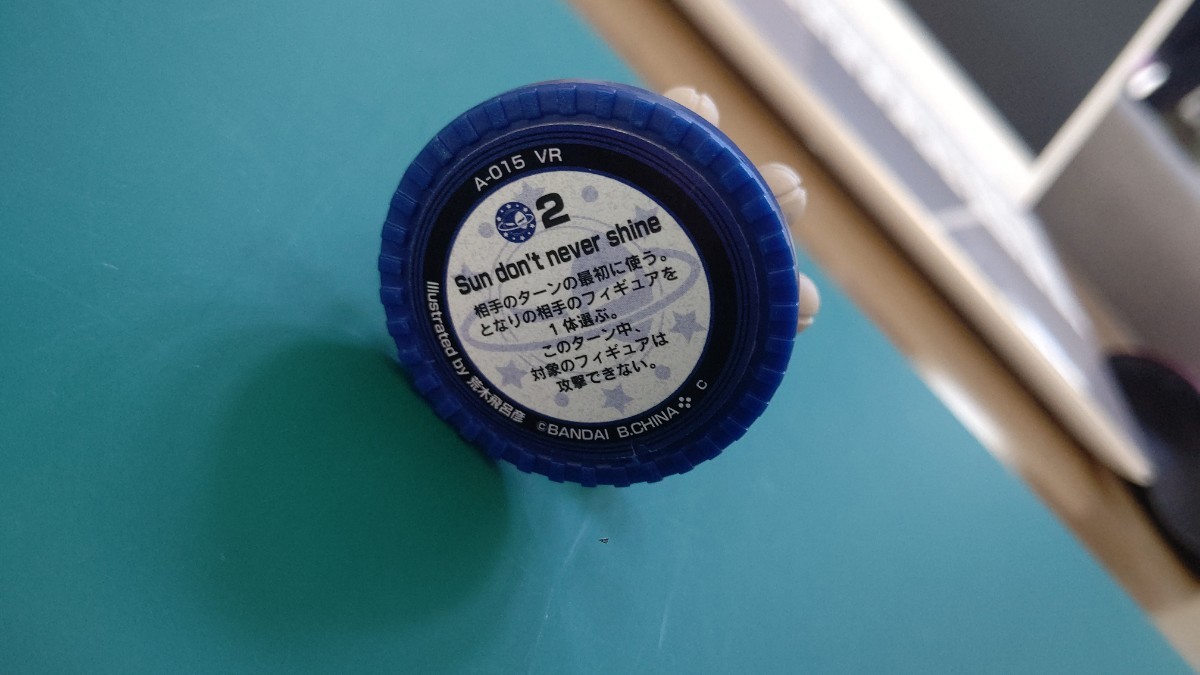 A-015 VR
2
Sun don't never shine
相手のターンの最初に使う。
となりの相手のフィギュアを
1体選ぶ。
このターン中、
対象のフィギュアは
攻撃できない。
Illustrated by 荒木飛呂彦
©BANDAI B.CHINA C